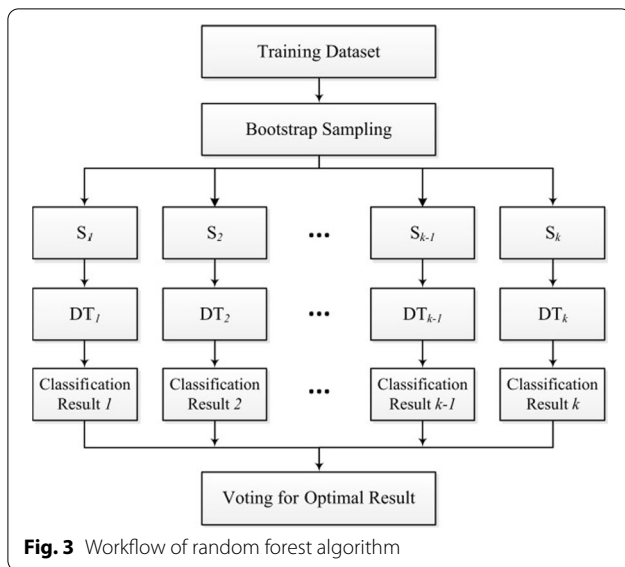 Training Dataset
Bootstrap Sampling
S1 S2 ... Sk-1 Sk
DT1 DT2 ... DTk-1 DTk
Classification Result 1 Classification Result 2 ... Classification Result k-1 Classification Result k
Voting for Optimal Result
Fig. 3 Workflow of random forest algorithm